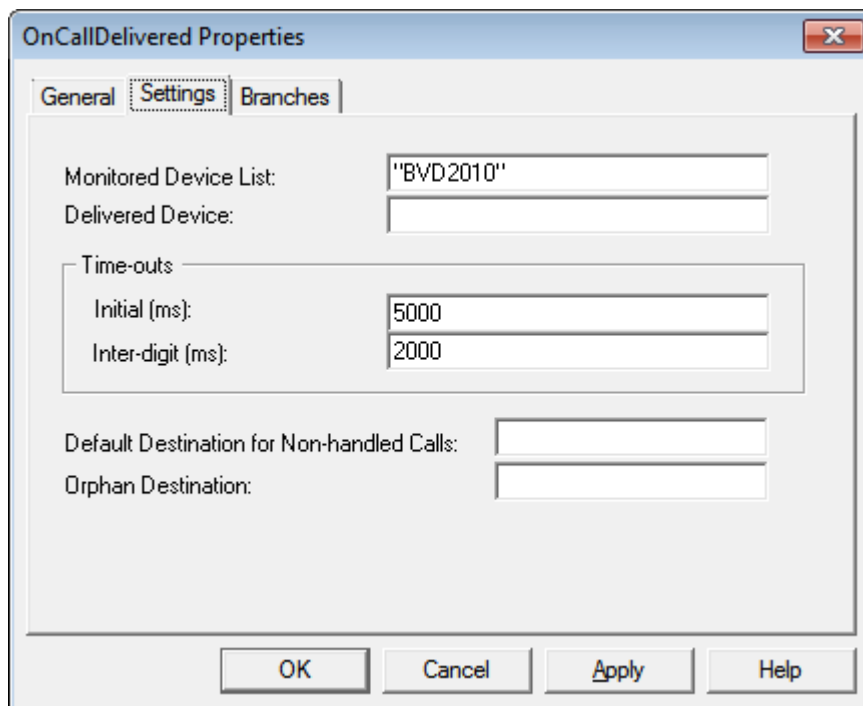 OnCallDelivered Properties
General Settings Branches
Monitored Device List: "BVD2010"
Delivered Device:
Time-outs
Initial (ms): 5000
Inter-digit (ms): 2000
Default Destination for Non-handled Calls:
Orphan Destination:
OK Cancel Apply Help